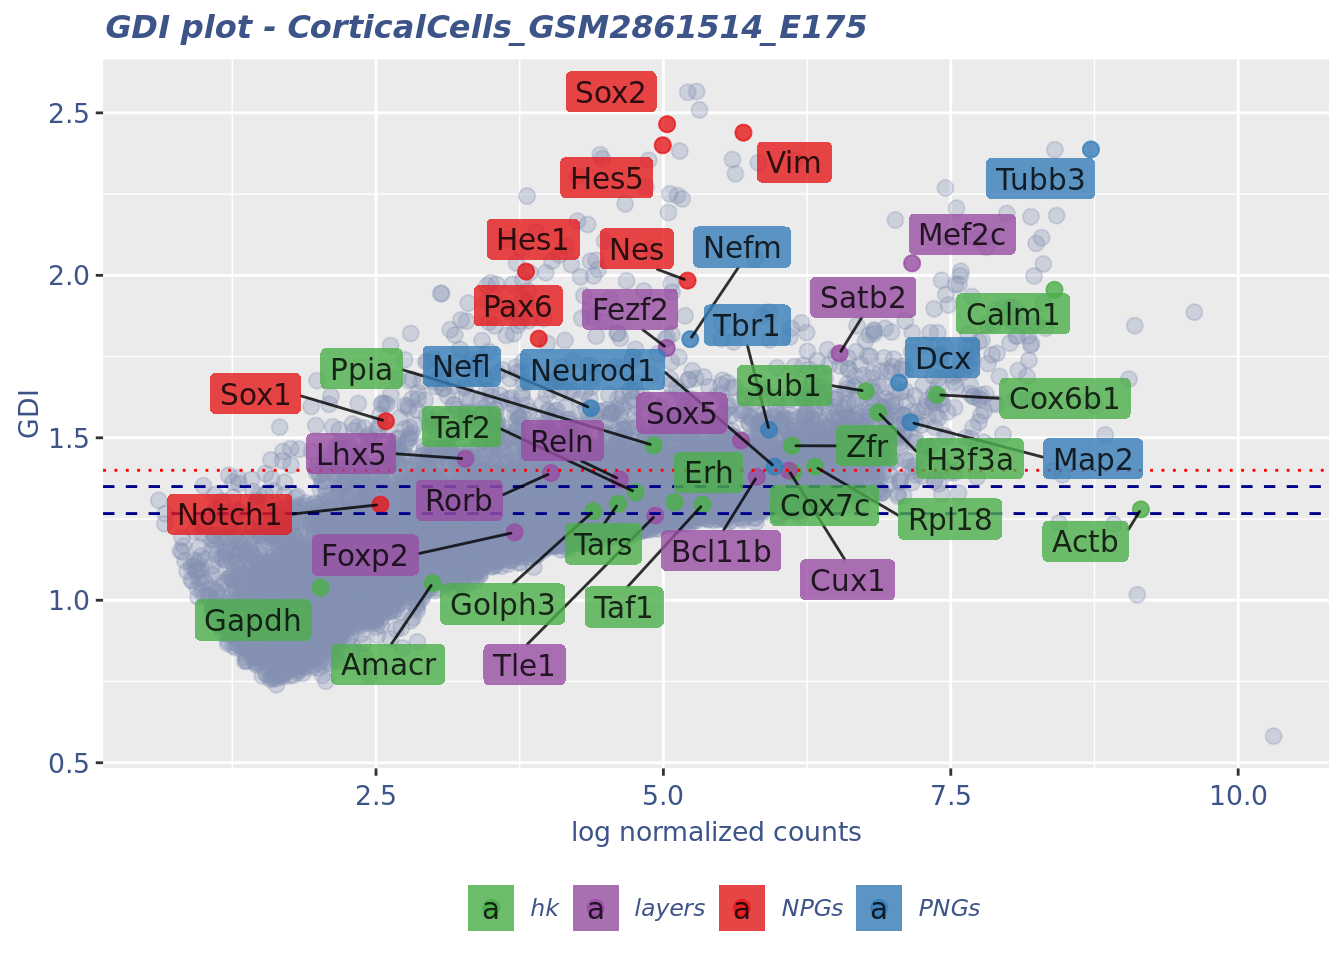 GDI plot - CorticalCells_GSM2861514_E175
GDI
2.5
2.0
1.5
1.0
0.5
Sox2
Vim
Hes5
Tubb3
Hes1
Nes
Nefm
Mef2c
Pax6
Fezf2
Tbr1
Satb2
Calm1
Ppia
Nefl
Neurod1
Sub1
Dcx
Sox1
Cox6b1
Taf2
Reln
Sox5
Lhx5
Zfr
H3f3a
Map2
Rorb
Erh
Notch1
Cox7c
Rpl18
Foxp2
Tars
Bcl11b
Actb
Cux1
Gapdh
Golph3
Taf1
Amacr
Tle1
2.5
5.0
7.5
10.0
log normalized counts
a hk a layers a NPGs a PNGs